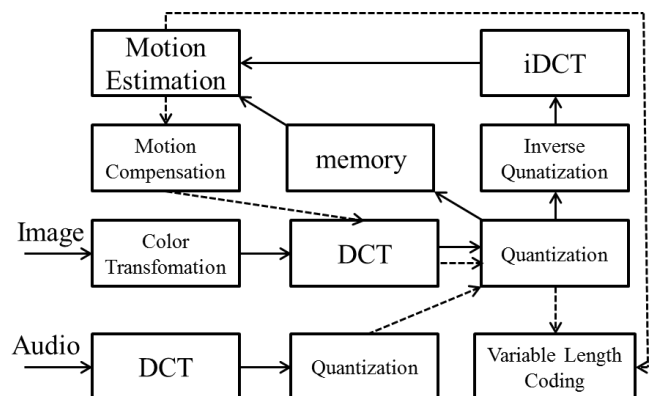 Motion
Estimation
iDCT
Motion
Compensation
memory
Inverse
Qunatization
Image
Color
Transfomation
DCT
Quantization
Audio
DCT
Quantization
Variable Length
Coding